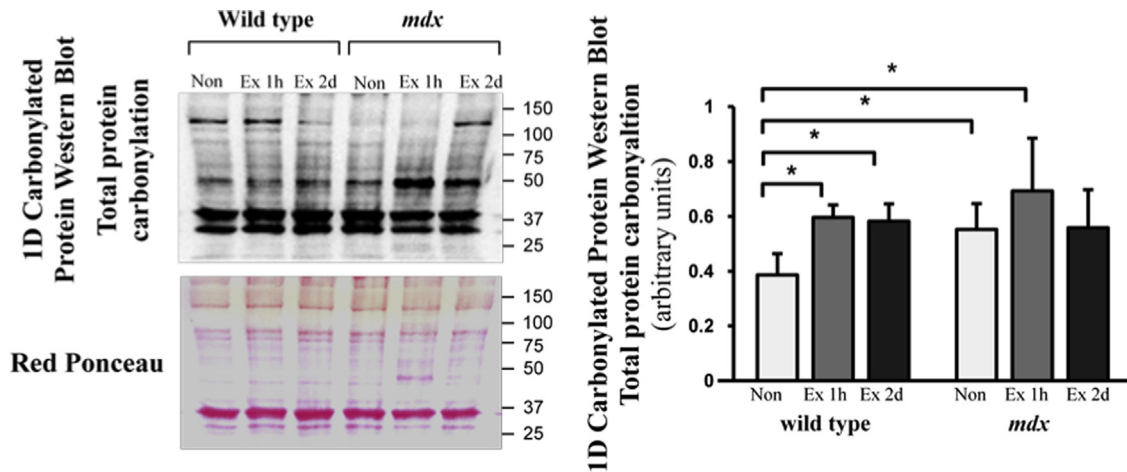 Wild type mdx
Non Ex 1h Ex 2d Non Ex 1h Ex 2d
1D Carbonylated
Protein Western Blot
Total protein
carbonylation
150
100
75
50
37
25
Red Ponceau
150
100
75
50
37
25
1D Carbonylated Protein Western Blot
Total protein carbonyaltion
(arbitrary units)
1
0.8
0.6
0.4
0.2
0
*
*
*
*
Non Ex 1h Ex 2d Non Ex 1h Ex 2d
wild type mdx